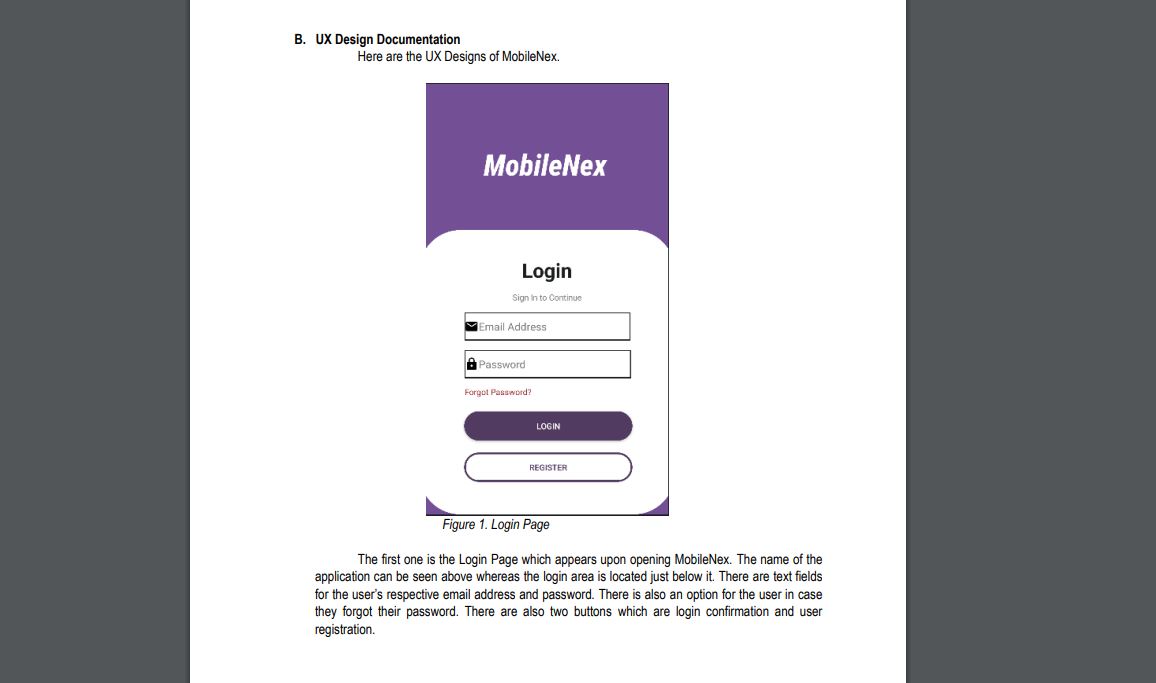 B. UX Design Documentation
Here are the UX Designs of MobileNex.
MobileNex
Login
Sign In to Continue
Email Address
Password
Forgot Password?
LOGIN
REGISTER
Figure 1. Login Page
The first one is the Login Page which appears upon opening MobileNex. The name of the
application can be seen above whereas the login area is located just below it. There are text fields
for the user's respective email address and password. There is also an option for the user in case
they forgot their password. There are also two buttons which are login confirmation and user
registration.